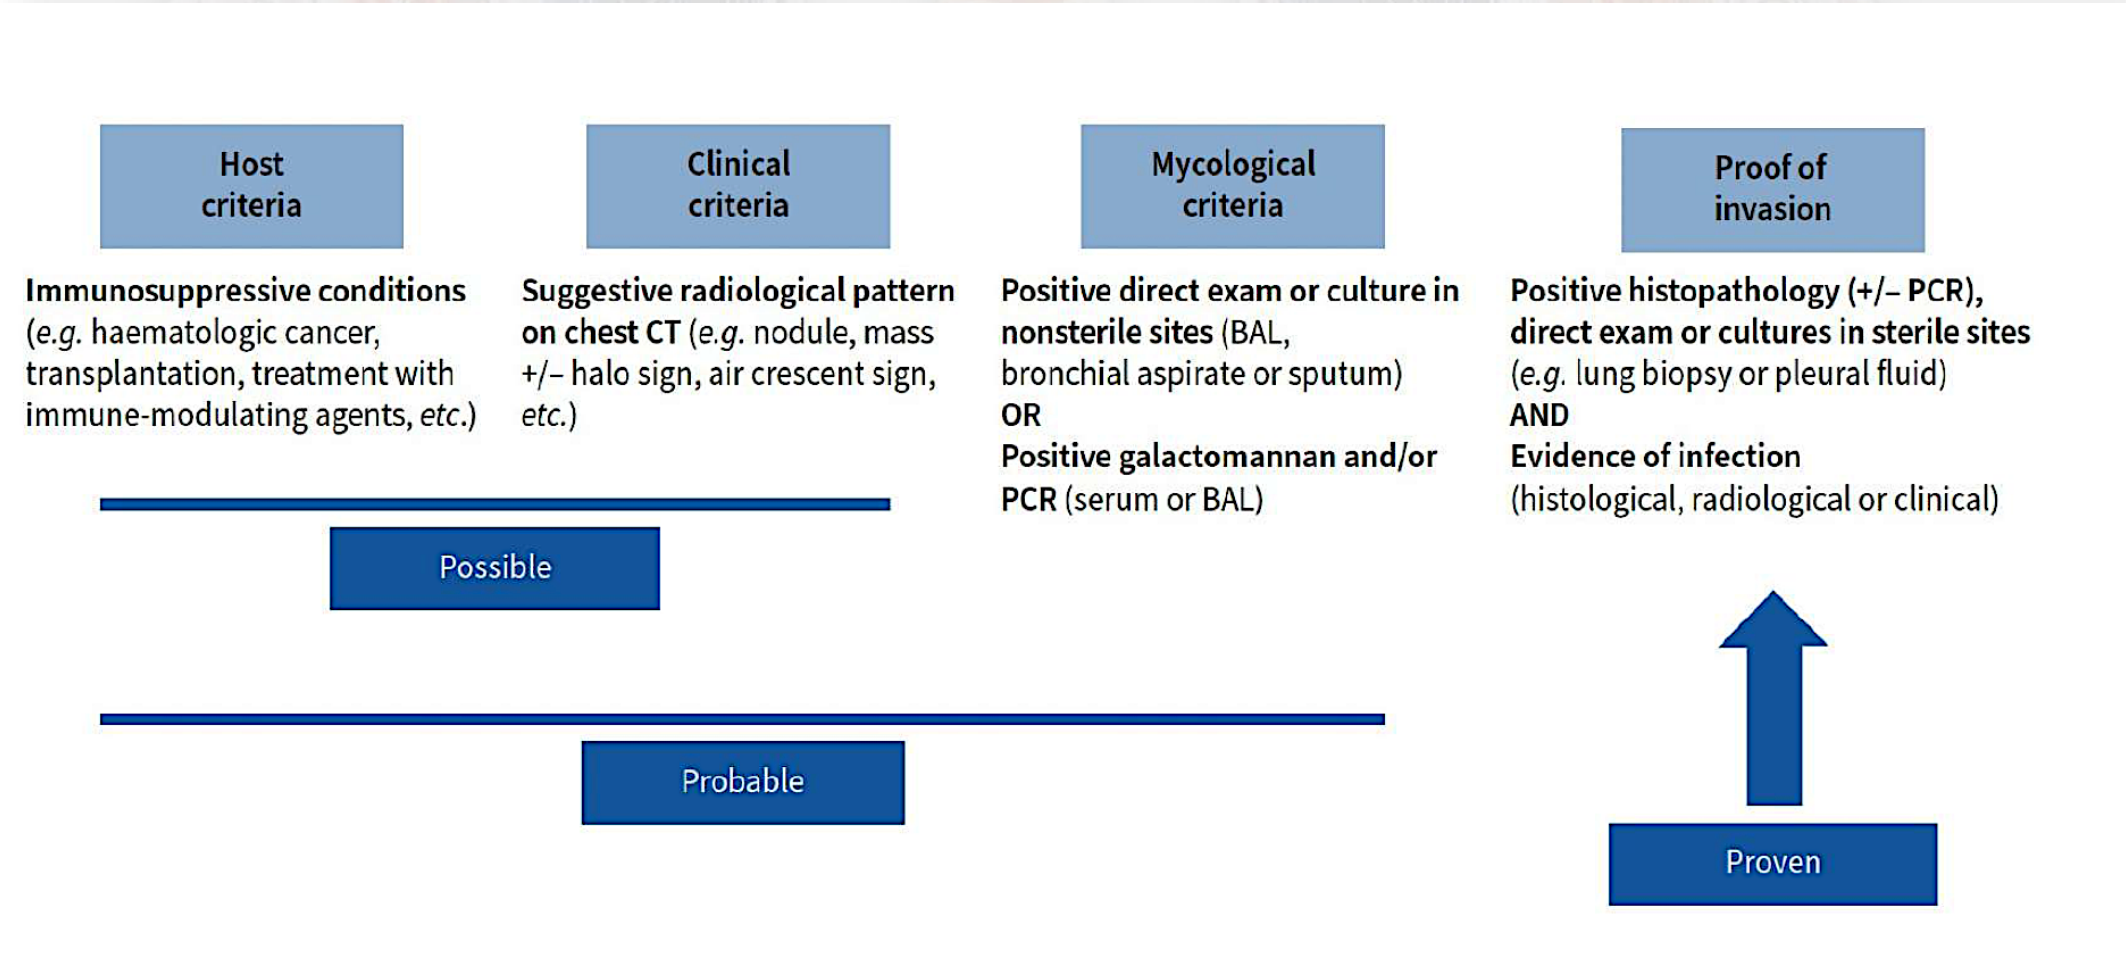 Host
criteria
Clinical
criteria
Mycological
criteria
Proof of
invasion
Immunosuppressive conditions
(e.g. haematologic cancer,
transplantation, treatment with
immune-modulating agents, etc.)
Suggestive radiological pattern
on chest CT (e.g. nodule, mass
+/– halo sign, air crescent sign,
etc.)
Positive direct exam or culture in
nonsterile sites (BAL,
bronchial aspirate or sputum)
OR
Positive galactomannan and/or
PCR (serum or BAL)
Positive histopathology (+/– PCR),
direct exam or cultures in sterile sites
(e.g. lung biopsy or pleural fluid)
AND
Evidence of infection
(histological, radiological or clinical)
Possible
Probable
Proven